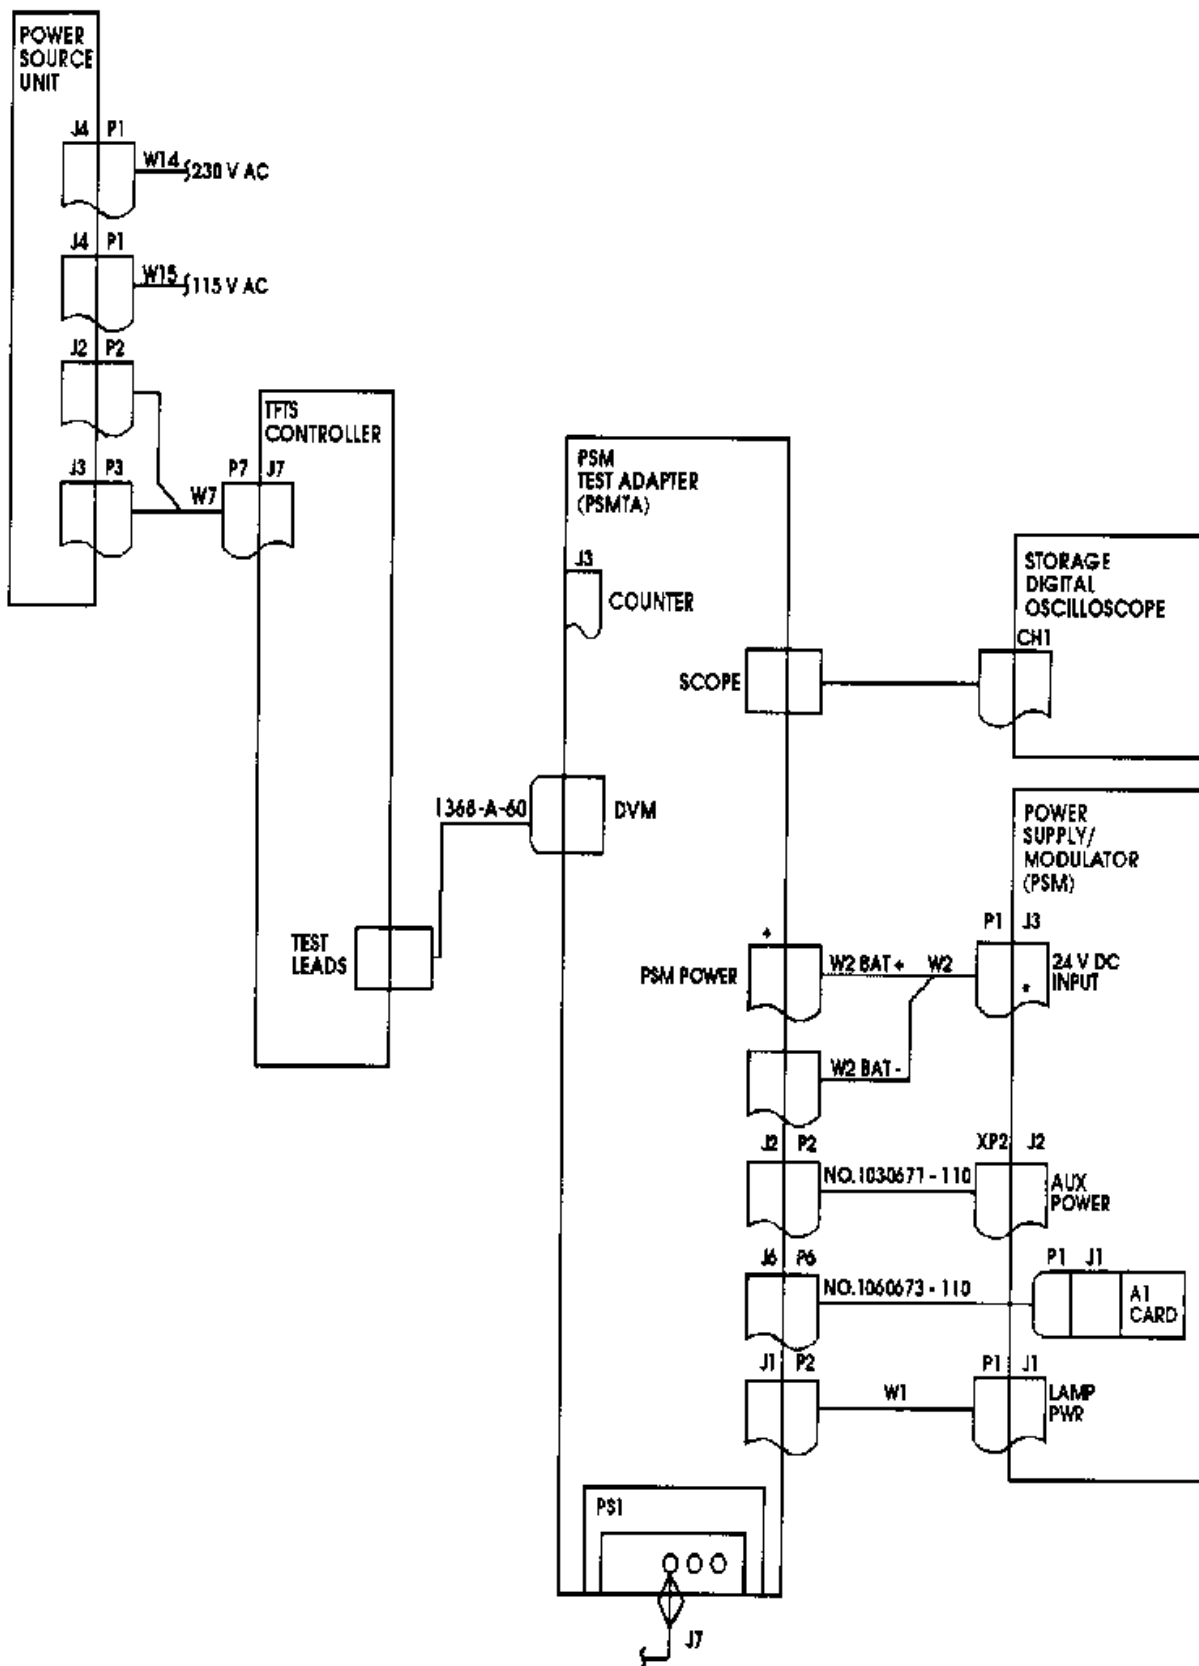 POWER
SOURCE
UNIT
J4 P1
W14 230 V AC
J4 P1
W15 115 V AC
J2 P2
J3 P3
W7
P7 J7
TFTS
CONTROLLER
TEST
LEADS
1368-A-60
PSM
TEST ADAPTER
(PSMTA)
J3
COUNTER
SCOPE
DVM
STORAGE
DIGITAL
OSCILLOSCOPE
CH1
POWER
SUPPLY/
MODULATOR
(PSM)
*
PSM POWER
W2 BAT + W2
P1 J3
24 V DC
INPUT
*
W2 BAT -
J2 P2
NO.1030671 - 110
XP2 J2
AUX
POWER
J6 P6
NO.1060673 - 110
P1 J1
A1
CARD
J1 P2
W1
P1 J1
LAMP
PWR
PS1
J7